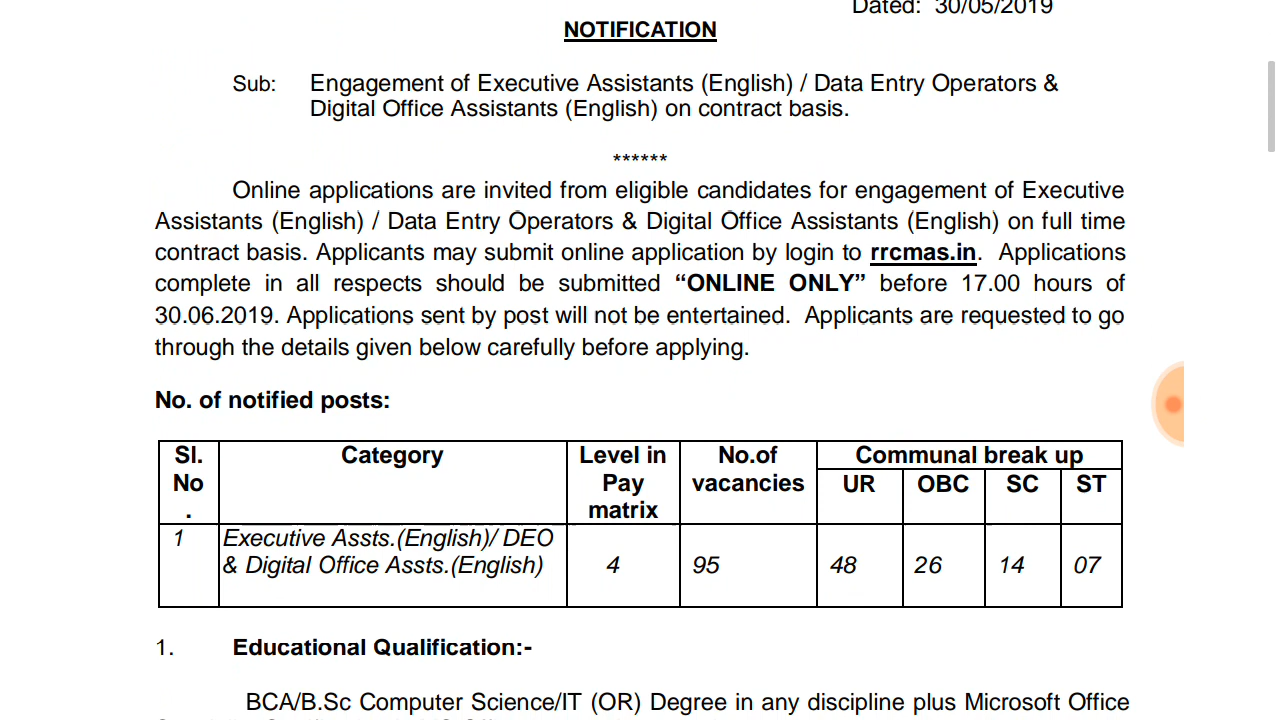 Dated: 30/05/2019
NOTIFICATION
Sub: Engagement of Executive Assistants (English) / Data Entry Operators &
Digital Office Assistants (English) on contract basis.
******
Online applications are invited from eligible candidates for engagement of Executive
Assistants (English) / Data Entry Operators & Digital Office Assistants (English) on full time
contract basis. Applicants may submit online application by login to rrcmas.in. Applications
complete in all respects should be submitted “ONLINE ONLY” before 17.00 hours of
30.06.2019. Applications sent by post will not be entertained. Applicants are requested to go
through the details given below carefully before applying.
No. of notified posts:
Sl. Category Level in No.of Communal break up
No Pay vacancies UR OBC SC ST
. matrix
1 Executive Assts.(English)/ DEO
& Digital Office Assts.(English) 4 95 48 26 14 07
1. Educational Qualification:-
BCA/B.Sc Computer Science/IT (OR) Degree in any discipline plus Microsoft Office